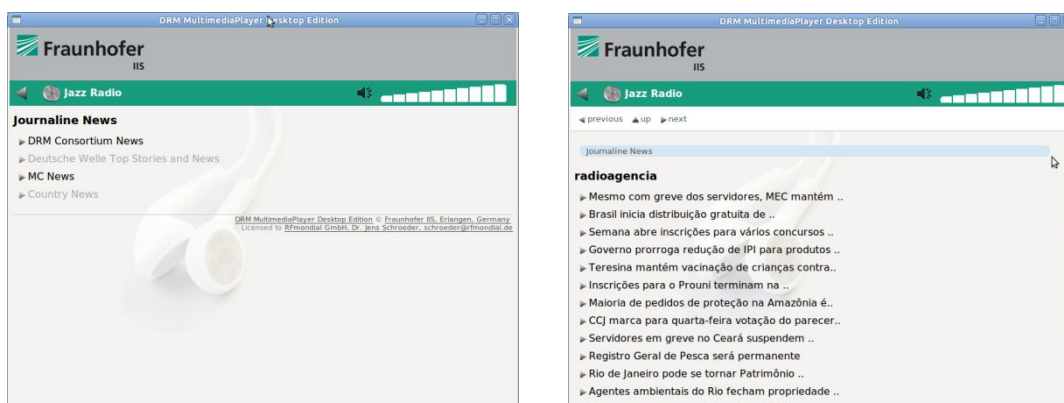 DRM MultimediaPlayer Desktop Edition
Fraunhofer
IIS
Jazz Radio
Journaline News
DRM Consortium News
Deutsche Welle Top Stories and News
MC News
Country News
DRM MultimediaPlayer Desktop Edition © Fraunhofer IIS, Erlangen, Germany
Licensed to RFmondial GmbH, Dr. Jens Schroeder, schroeder@rfmondial.de
DRM MultimediaPlayer Desktop Edition
Fraunhofer
IIS
Jazz Radio
previous up next
Journaline News
radioagencia
Mesmo com greve dos servidores, MEC mantém ..
Brasil inicia distribuição gratuita de ..
Semana abre inscrições para vários concursos ..
Governo prorroga redução de IPI para produtos ..
Teresina mantém vacinação de crianças contra..
Inscrições para o Prouni terminam na ..
Maioria de pedidos de proteção na Amazônia é..
CCJ marca para quarta-feira votação do parecer..
Servidores em greve no Ceará suspendem ..
Registro Geral de Pesca será permanente
Rio de Janeiro pode se tornar Patrimônio ..
Agentes ambientais do Rio fecham propriedade ..